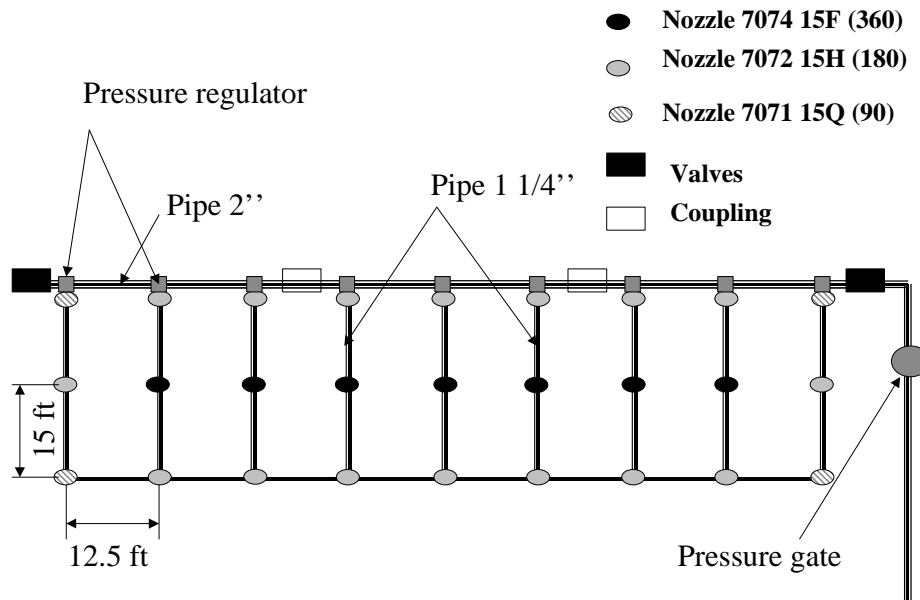 Nozzle 7074 15F (360)
Nozzle 7072 15H (180)
Nozzle 7071 15Q (90)
Valves
Coupling
Pressure regulator
Pipe 2’’
Pipe 1 1/4’’
15 ft
12.5 ft
Pressure gate